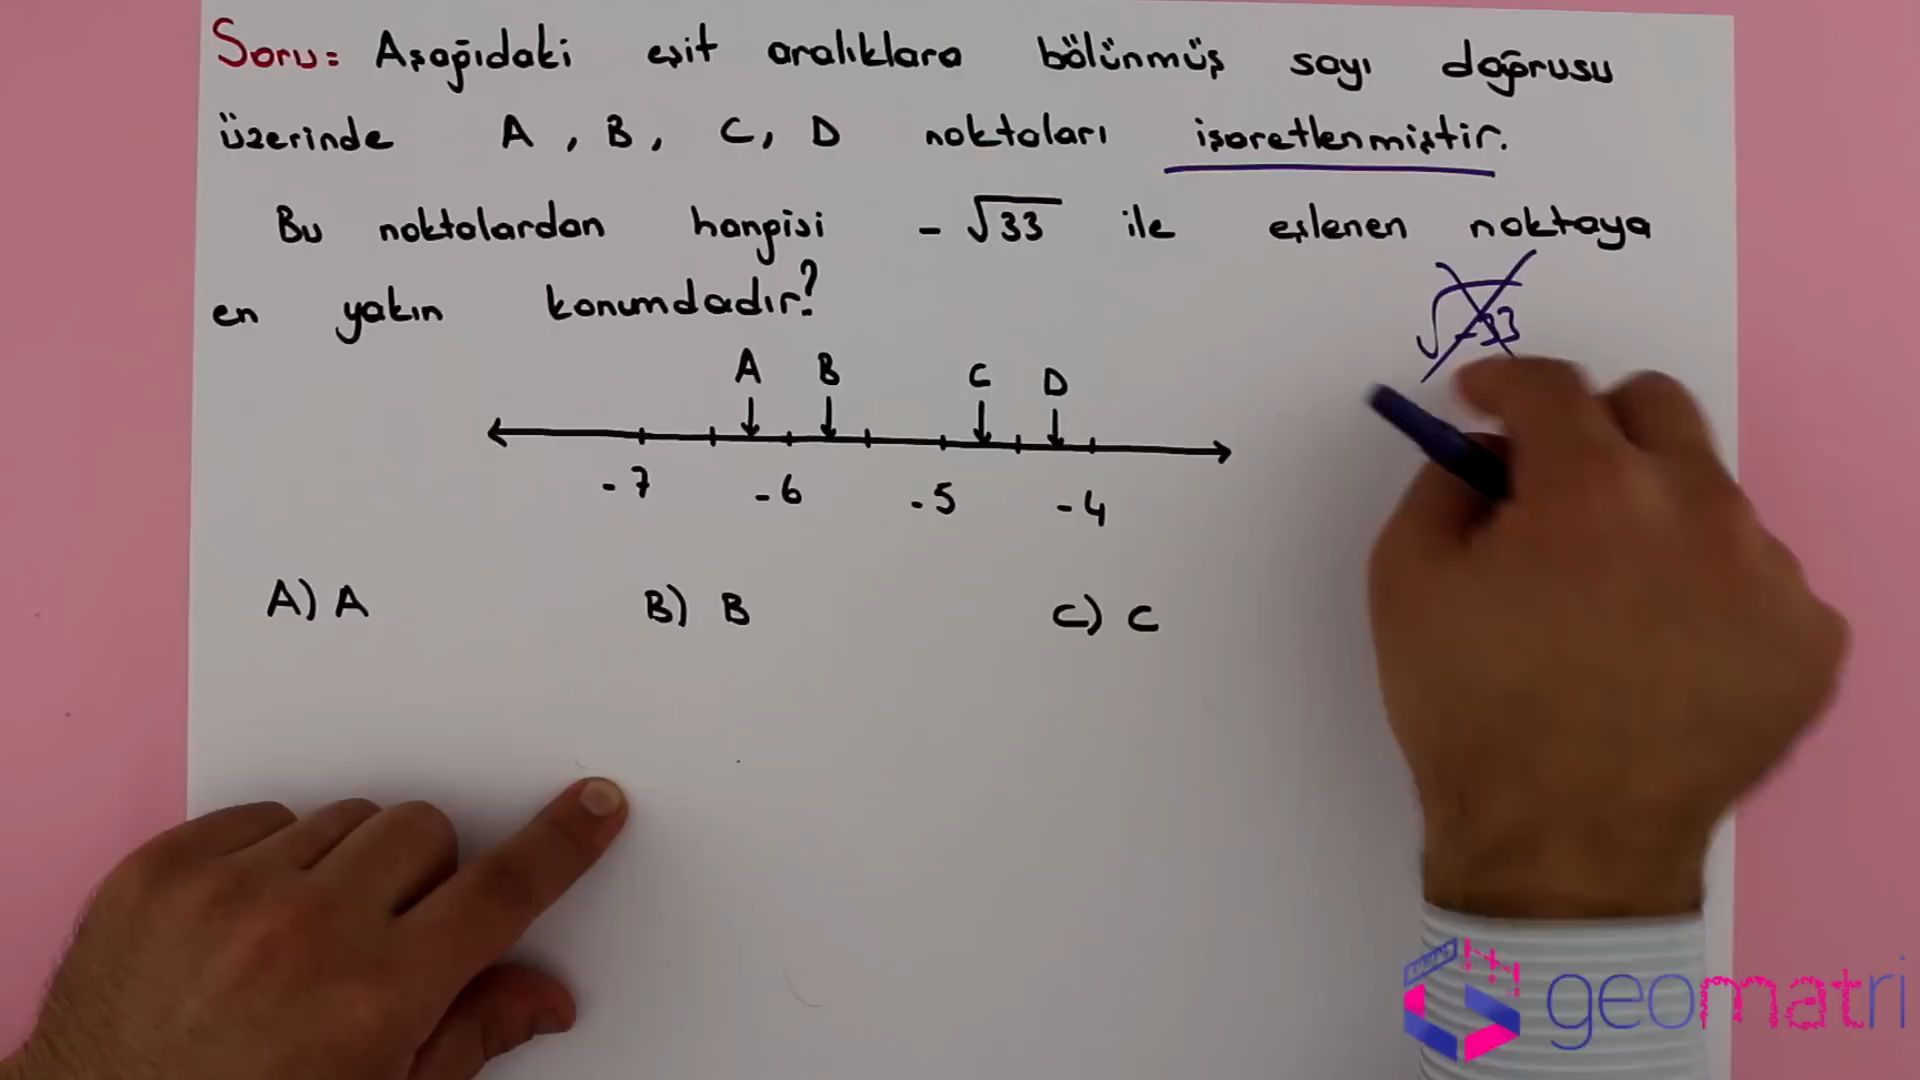 Soru: Aşağıdaki eşit aralıklara bölünmüş sayı doğrusu
üzerinde A, B, C, D noktaları işaretlenmiştir.
Bu noktalardan hangisi -√33 ile eşlenen noktaya
en yakın konumdadır?
√-33
A B C D
-7 -6 -5 -4
A) A B) B C) C
geomatri